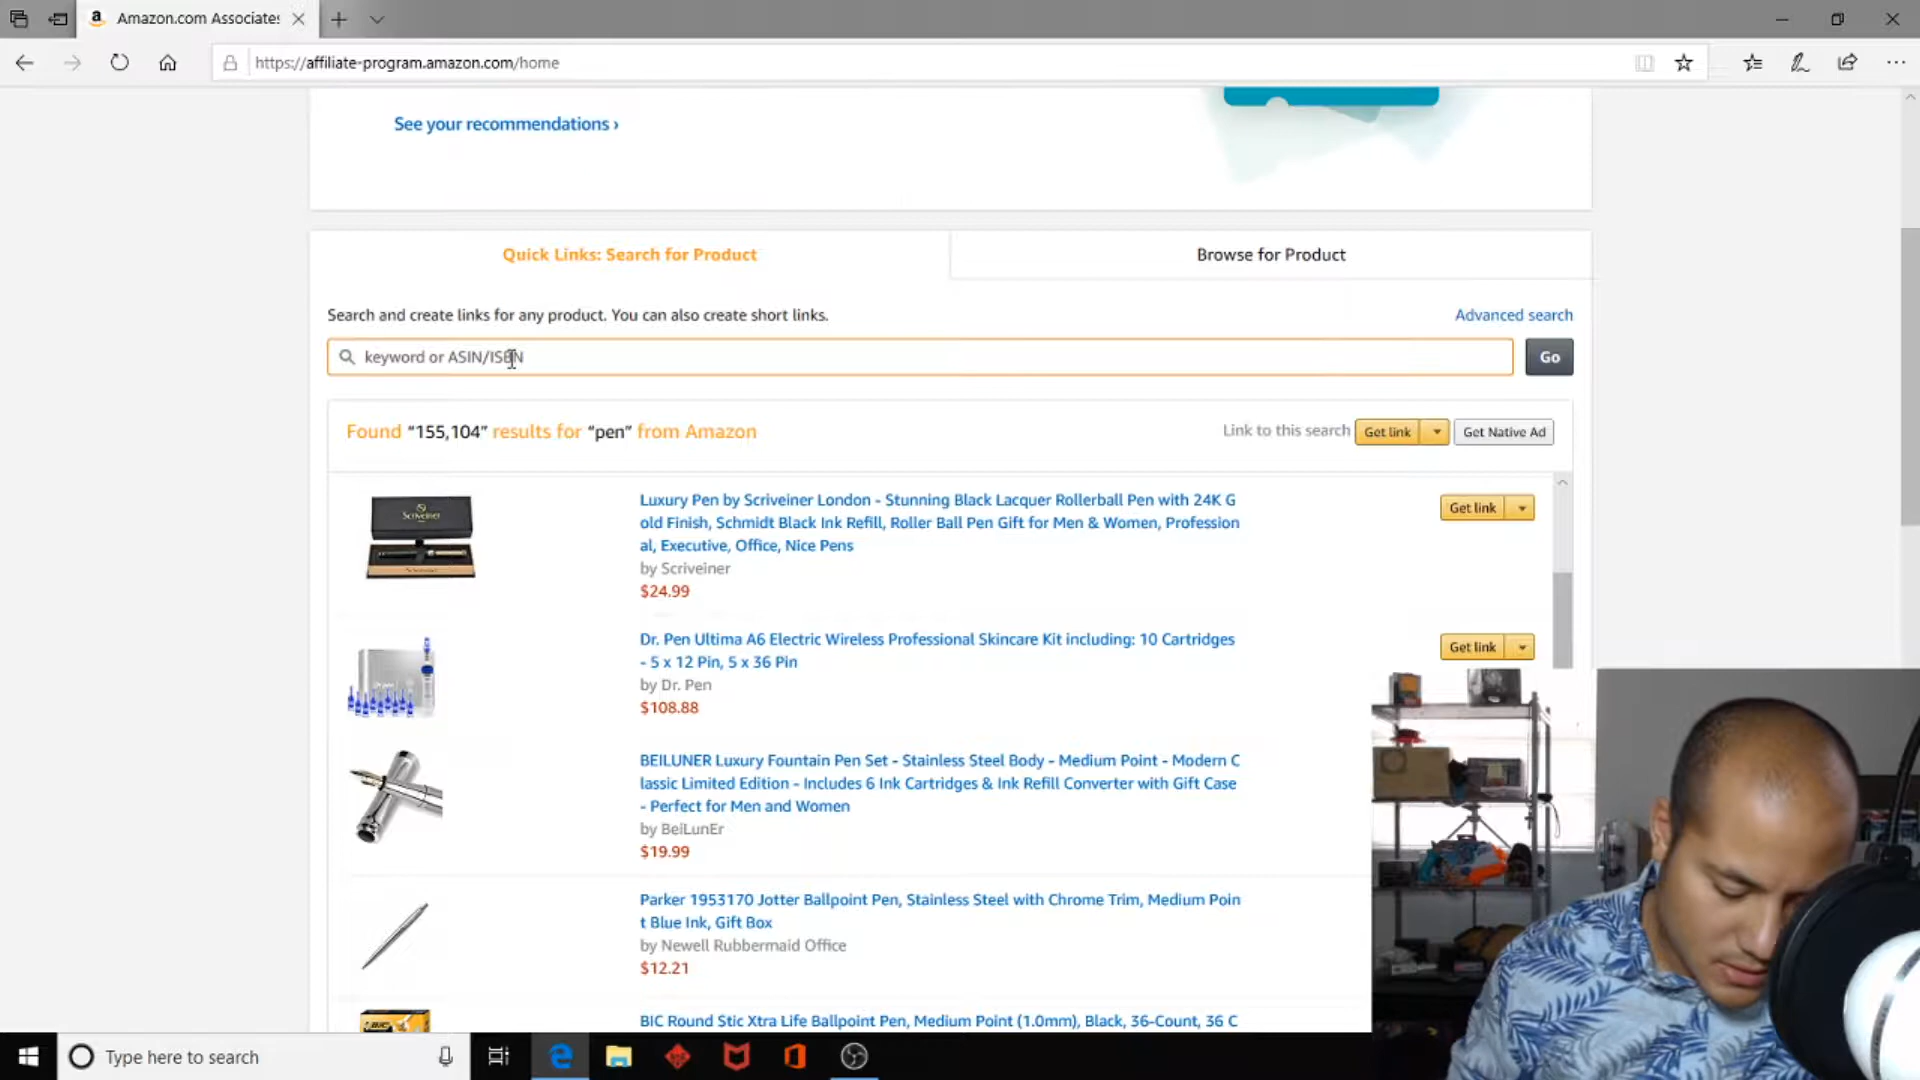 Amazon.com Associates
https://affiliate-program.amazon.com/home
See your recommendations ›
Quick Links: Search for Product
Browse for Product
Search and create links for any product. You can also create short links.
Advanced search
keyword or ASIN/ISBN
Go
Found "155,104" results for "pen" from Amazon
Link to this search
Get link
Get Native Ad
Scriveiner
Luxury Pen by Scriveiner London - Stunning Black Lacquer Rollerball Pen with 24K G
old Finish, Schmidt Black Ink Refill, Roller Ball Pen Gift for Men & Women, Profession
al, Executive, Office, Nice Pens
by Scriveiner
$24.99
Get link
Dr. Pen Ultima A6 Electric Wireless Professional Skincare Kit including: 10 Cartridges
- 5 x 12 Pin, 5 x 36 Pin
by Dr. Pen
$108.88
Get link
BEILUNER Luxury Fountain Pen Set - Stainless Steel Body - Medium Point - Modern C
lassic Limited Edition - Includes 6 Ink Cartridges & Ink Refill Converter with Gift Case
- Perfect for Men and Women
by BeiLunEr
$19.99
Parker 1953170 Jotter Ballpoint Pen, Stainless Steel with Chrome Trim, Medium Poin
t Blue Ink, Gift Box
by Newell Rubbermaid Office
$12.21
BIC
BIC Round Stic Xtra Life Ballpoint Pen, Medium Point (1.0mm), Black, 36-Count, 36 C
Type here to search